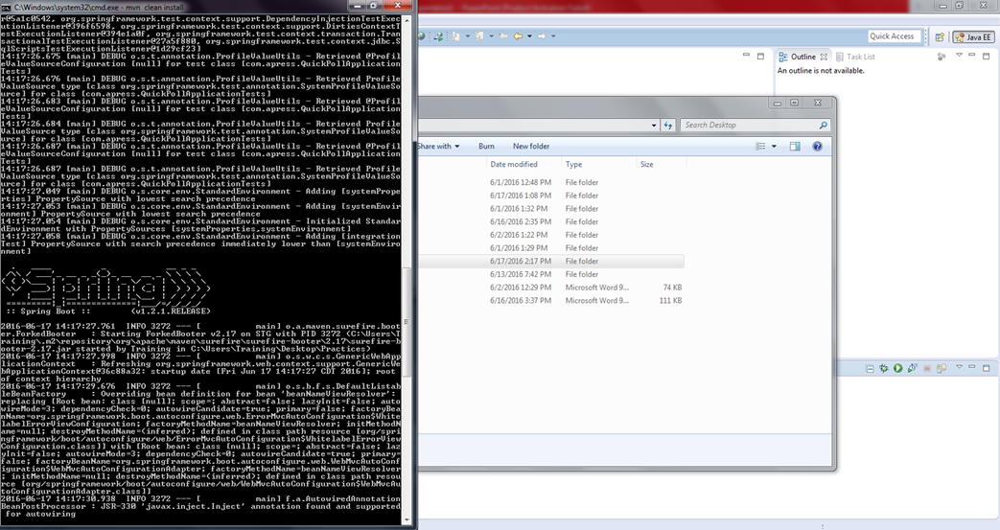 C:\Windows\system32\cmd.exe - mvn clean install
r@5a1c0542, org.springframework.test.context.support.DependencyInjectionTestExec
utionListener@396f6598, org.springframework.test.context.support.DirtiesContextT
estExecutionListener@394e1a0f, org.springframework.test.context.transaction.Tran
sactionalTestExecutionListener@27a5f880, org.springframework.test.context.jdbc.S
qlScriptsTestExecutionListener@1d29cf23]
14:17:26.675 [main] DEBUG o.s.t.annotation.ProfileValueUtils - Retrieved @Profil
eValueSourceConfiguration [null] for test class [com.apress.QuickPollApplication
Tests]
14:17:26.676 [main] DEBUG o.s.t.annotation.ProfileValueUtils - Retrieved Profile
ValueSource type [class org.springframework.test.annotation.SystemProfileValueSo
urce] for class [com.apress.QuickPollApplicationTests]
14:17:26.683 [main] DEBUG o.s.t.annotation.ProfileValueUtils - Retrieved @Profil
eValueSourceConfiguration [null] for test class [com.apress.QuickPollApplication
Tests]
14:17:26.684 [main] DEBUG o.s.t.annotation.ProfileValueUtils - Retrieved Profile
ValueSource type [class org.springframework.test.annotation.SystemProfileValueSo
urce] for class [com.apress.QuickPollApplicationTests]
14:17:26.687 [main] DEBUG o.s.t.annotation.ProfileValueUtils - Retrieved @Profil
eValueSourceConfiguration [null] for test class [com.apress.QuickPollApplication
Tests]
14:17:26.687 [main] DEBUG o.s.t.annotation.ProfileValueUtils - Retrieved Profile
ValueSource type [class org.springframework.test.annotation.SystemProfileValueSo
urce] for class [com.apress.QuickPollApplicationTests]
14:17:27.049 [main] DEBUG o.s.core.env.StandardEnvironment - Adding [systemPrope
rties] PropertySource with lowest search precedence
14:17:27.053 [main] DEBUG o.s.core.env.StandardEnvironment - Adding [systemEnvir
onment] PropertySource with lowest search precedence
14:17:27.054 [main] DEBUG o.s.core.env.StandardEnvironment - Initialized Standar
dEnvironment with PropertySources [systemProperties,systemEnvironment]
14:17:27.058 [main] DEBUG o.s.core.env.StandardEnvironment - Adding [integration
Test] PropertySource with search precedence immediately lower than [systemEnviro
nment]
:: Spring Boot :: (v1.2.1.RELEASE)
2016-06-17 14:17:27.761 INFO 3272 --- [ main] o.a.maven.surefire.boot
er.ForkedBooter : Starting ForkedBooter v2.17 on STG with PID 3272 (C:\Users\T
raining\.m2\repository\org\apache\maven\surefire\surefire-booter\2.17\surefire-b
ooter-2.17.jar started by Training in C:\Users\Training\Desktop\Practices)
2016-06-17 14:17:27.998 INFO 3272 --- [ main] o.s.w.c.s.GenericWebAppl
icationContext : Refreshing org.springframework.web.context.support.GenericWe
bApplicationContext@36c88a32: startup date [Fri Jun 17 14:17:27 CDT 2016]; root
of context hierarchy
2016-06-17 14:17:29.676 INFO 3272 --- [ main] o.s.b.f.s.DefaultListab
leBeanFactory : Overriding bean definition for bean 'beanNameViewResolver':
replacing [Root bean: class [null]; scope=; abstract=false; lazyInit=false; auto
wireMode=3; dependencyCheck=0; autowireCandidate=true; primary=false; factoryBea
nName=org.springframework.boot.autoconfigure.web.ErrorMvcAutoConfiguration$White
labelErrorViewConfiguration; factoryMethodName=beanNameViewResolver; initMethodN
ame=null; destroyMethodName=(inferred); defined in class path resource [org/spri
ngframework/boot/autoconfigure/web/ErrorMvcAutoConfiguration$WhitelabelErrorView
Configuration.class]] with [Root bean: class [null]; scope=; abstract=false; laz
yInit=false; autowireMode=3; dependencyCheck=0; autowireCandidate=true; primary=
false; factoryBeanName=org.springframework.boot.autoconfigure.web.WebMvcAutoConf
iguration$WebMvcAutoConfigurationAdapter; factoryMethodName=beanNameViewResolver
; initMethodName=null; destroyMethodName=(inferred); defined in class path resou
rce [org/springframework/boot/autoconfigure/web/WebMvcAutoConfiguration$WebMvcAu
toConfigurationAdapter.class]]
2016-06-17 14:17:30.938 INFO 3272 --- [ main] f.a.AutowiredAnnotation
BeanPostProcessor : JSR-330 'javax.inject.Inject' annotation found and supported
for autowiring
Quick Access
Java EE
Outline
Task List
An outline is not available.
Search Desktop
Share with
Burn
New folder
Date modified Type Size
6/1/2016 12:48 PM File folder
6/17/2016 1:08 PM File folder
6/1/2016 1:32 PM File folder
6/16/2016 2:35 PM File folder
6/2/2016 1:22 PM File folder
6/1/2016 1:29 PM File folder
6/17/2016 2:17 PM File folder
6/13/2016 7:42 PM File folder
6/2/2016 12:29 PM Microsoft Word 9... 74 KB
6/16/2016 3:37 PM Microsoft Word 9... 111 KB